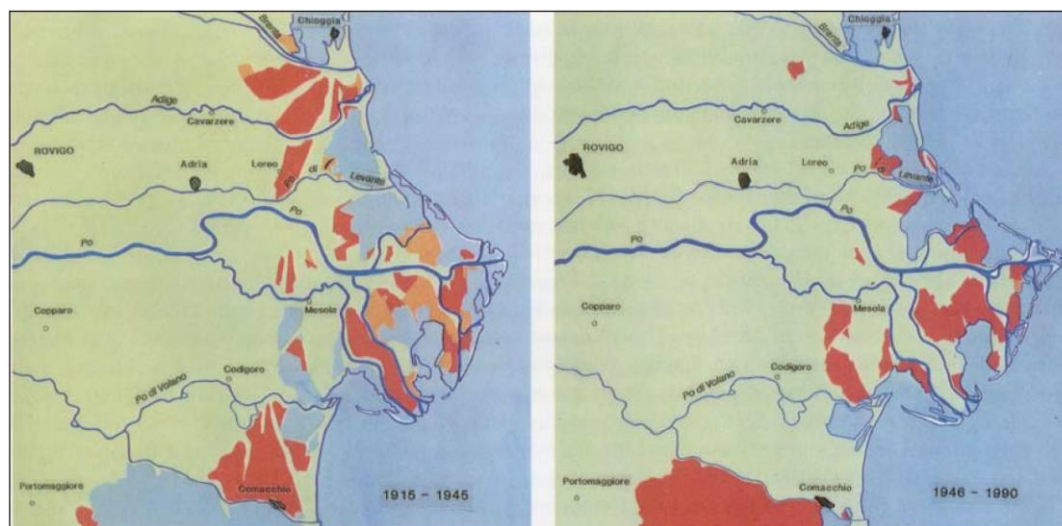 Chioggia
Brenta
Adige
Cavarzere
ROVIGO
Adria
Loreo
Po di Levante
Po
Po
Mesola
Copparo
Codigoro
Po di Volano
Portomaggiore
Comacchio
1915 - 1945
Chioggia
Brenta
Cavarzere
Adige
ROVIGO
Adria
Loreo
Po di Levante
Po
Po
Mesola
Copparo
Codigoro
Po di Volano
Portomaggiore
Comacchio
1946 - 1990